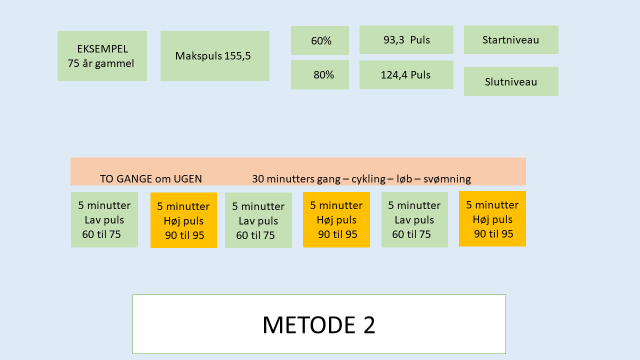 EKSEMPEL
75 år gammel
Makspuls 155,5
60%
93,3 Puls
Startniveau
80%
124,4 Puls
Slutniveau
TO GANGE om UGEN 30 minutters gang – cykling – løb – svømning
5 minutter
Lav puls
60 til 75
5 minutter
Høj puls
90 til 95
5 minutter
Lav puls
60 til 75
5 minutter
Høj puls
90 til 95
5 minutter
Lav puls
60 til 75
5 minutter
Høj puls
90 til 95
METODE 2